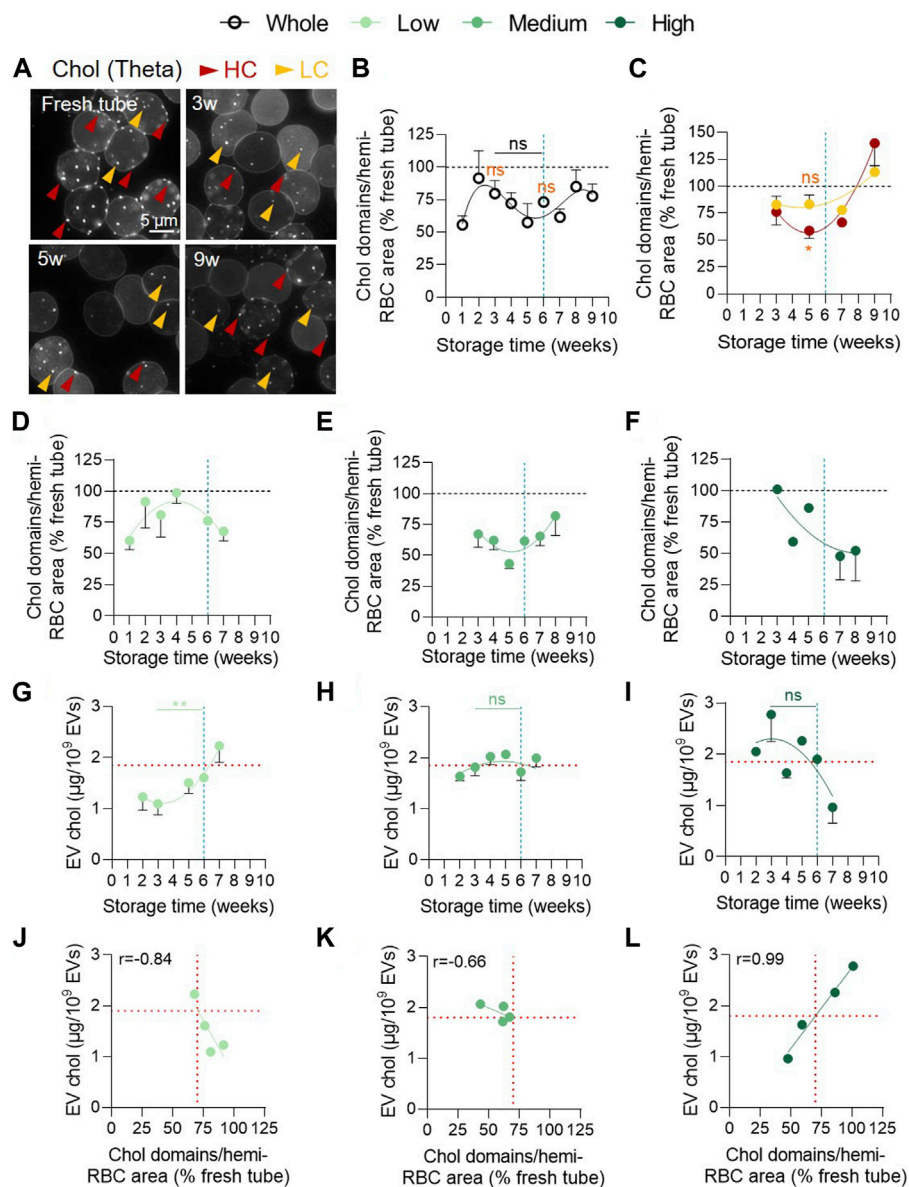 Whole Low Medium High
A Chol (Theta) HC LC
Fresh tube 3w
5 µm
5w 9w
B
Chol domains/hemi-
RBC area (% fresh tube)
125
100
75
50
25
0
ns
ns
ns
0 1 2 3 4 5 6 7 8 9 10
Storage time (weeks)
C
Chol domains/hemi-
RBC area (% fresh tube)
150
125
100
75
50
25
0
ns
*
0 1 2 3 4 5 6 7 8 9 10
Storage time (weeks)
D
Chol domains/hemi-
RBC area (% fresh tube)
125
100
75
50
25
0
0 1 2 3 4 5 6 7 8 9 10
Storage time (weeks)
E
Chol domains/hemi-
RBC area (% fresh tube)
125
100
75
50
25
0
0 1 2 3 4 5 6 7 8 9 10
Storage time (weeks)
F
Chol domains/hemi-
RBC area (% fresh tube)
125
100
75
50
25
0
0 1 2 3 4 5 6 7 8 9 10
Storage time (weeks)
G
EV chol (µg/10⁹ EVs)
3
2
1
0
**
0 1 2 3 4 5 6 7 8 9 10
Storage time (weeks)
H
EV chol (µg/10⁹ EVs)
3
2
1
0
ns
0 1 2 3 4 5 6 7 8 9 10
Storage time (weeks)
I
EV chol (µg/10⁹ EVs)
3
2
1
0
ns
0 1 2 3 4 5 6 7 8 9 10
Storage time (weeks)
J
EV chol (µg/10⁹ EVs)
3
2
1
0
r=-0.84
0 25 50 75 100 125
Chol domains/hemi-
RBC area (% fresh tube)
K
EV chol (µg/10⁹ EVs)
3
2
1
0
r=-0.66
0 25 50 75 100 125
Chol domains/hemi-
RBC area (% fresh tube)
L
EV chol (µg/10⁹ EVs)
3
2
1
0
r=0.99
0 25 50 75 100 125
Chol domains/hemi-
RBC area (% fresh tube)